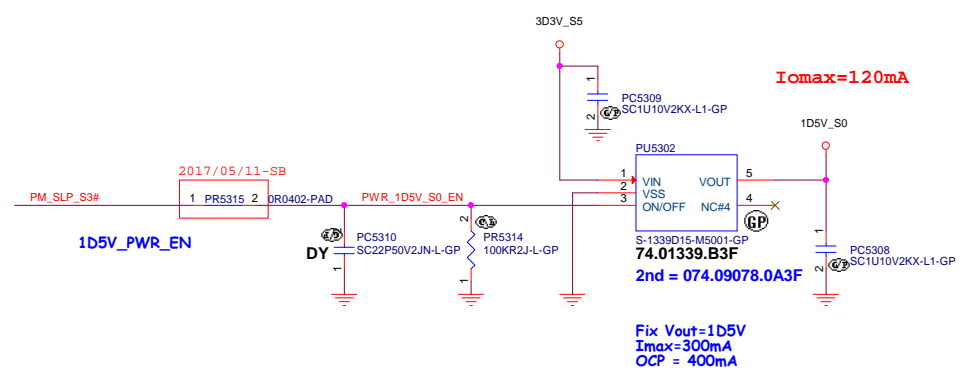 3D3V_S5
Iomax=120mA
1
PC5309
SC1U10V2KX-L1-GP
2
1D5V_S0
PU5302
2017/05/11-SB
1 VIN VOUT 5
2 VSS
3 ON/OFF NC#4 4
PM_SLP_S3#
1 PR5315 2 0R0402-PAD
PWR_1D5V_S0_EN
GP
1D5V_PWR_EN
2
PC5310
SC22P50V2JN-L-GP
DY
1
2
PR5314
100KR2J-L-GP
1
S-1339D15-M5001-GP
74.01339.B3F
2nd = 074.09078.0A3F
1
PC5308
SC1U10V2KX-L1-GP
2
Fix Vout=1D5V
Imax=300mA
OCP = 400mA